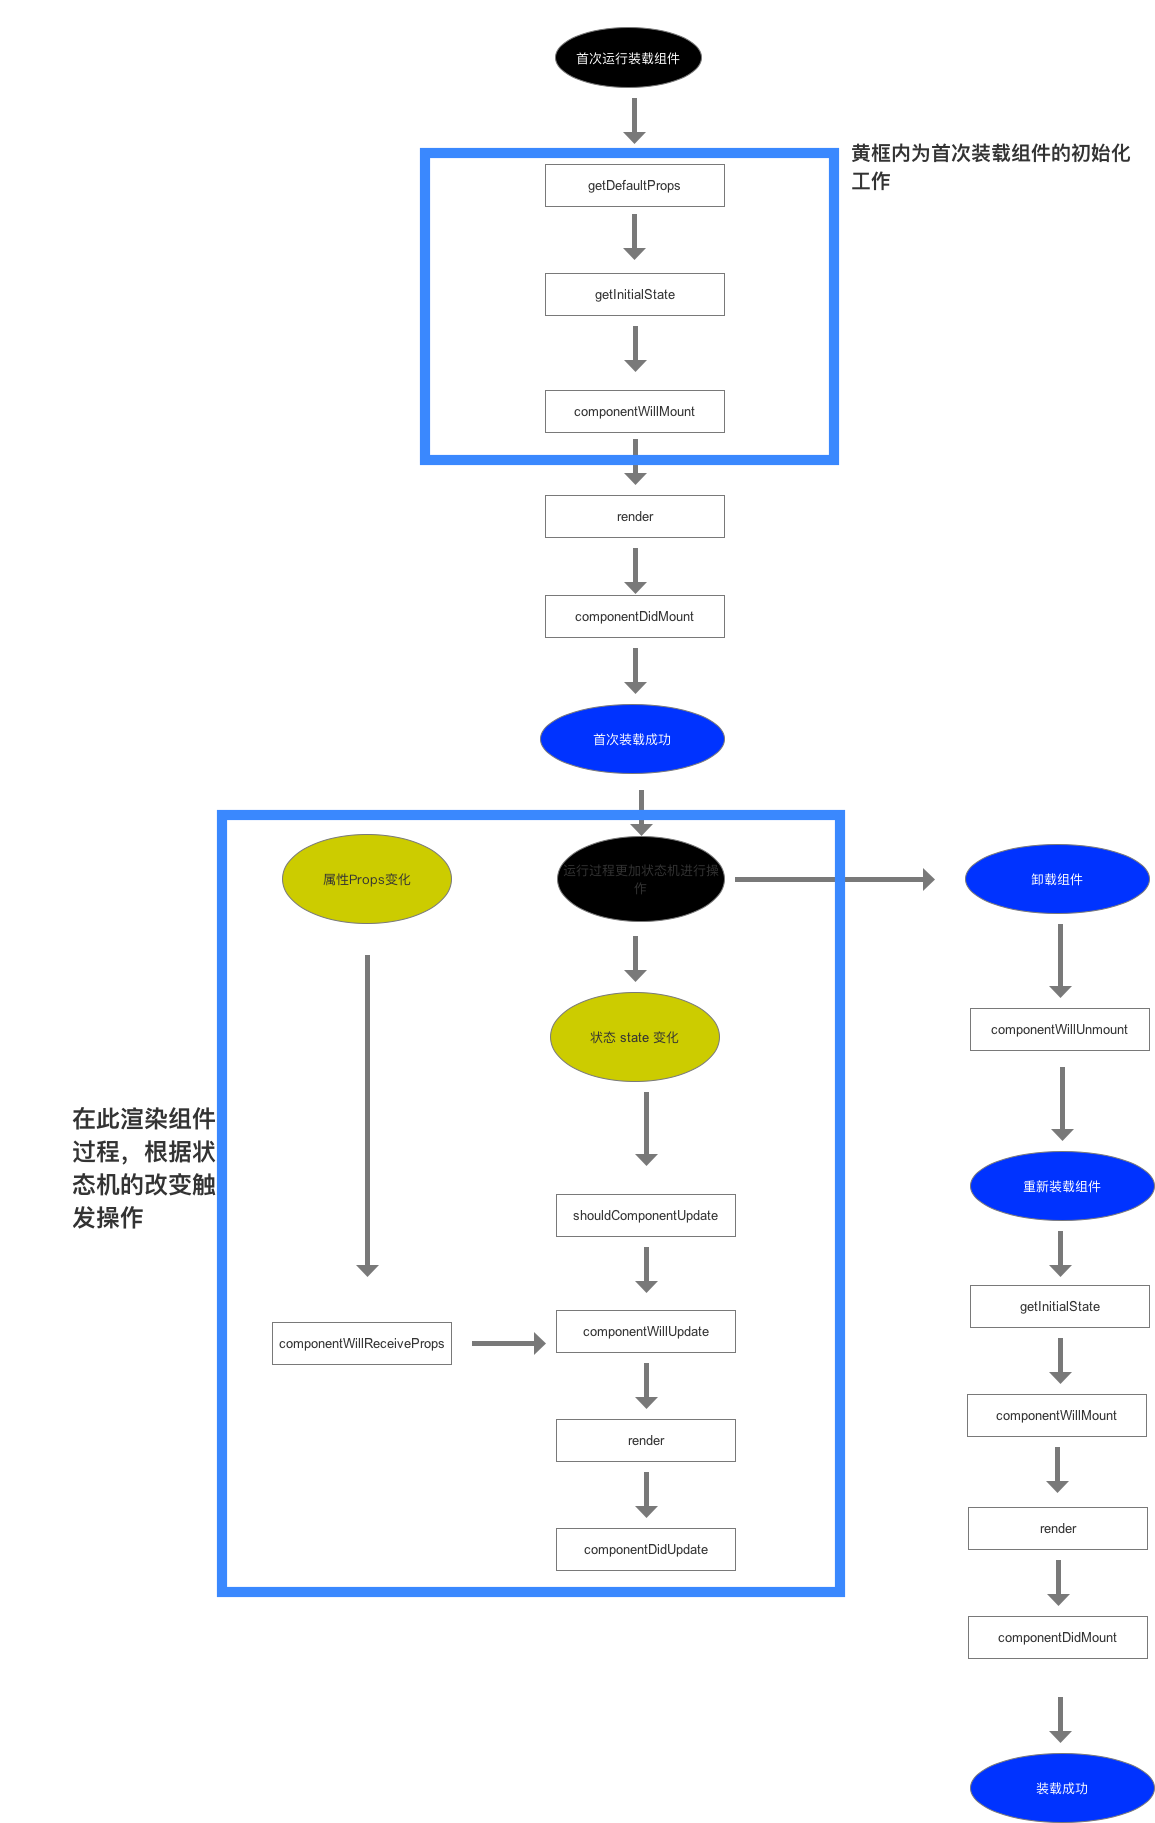 首次运行装载组件
黄框内为首次装载组件的初始化
工作
getDefaultProps
getInitialState
componentWillMount
render
componentDidMount
首次装载成功
属性Props变化
运行过程更加状态机进行操
作
卸载组件
状态 state 变化
componentWillUnmount
在此渲染组件
过程，根据状
态机的改变触
发操作
重新装载组件
shouldComponentUpdate
getInitialState
componentWillReceiveProps
componentWillUpdate
componentWillMount
render
render
componentDidUpdate
componentDidMount
装载成功